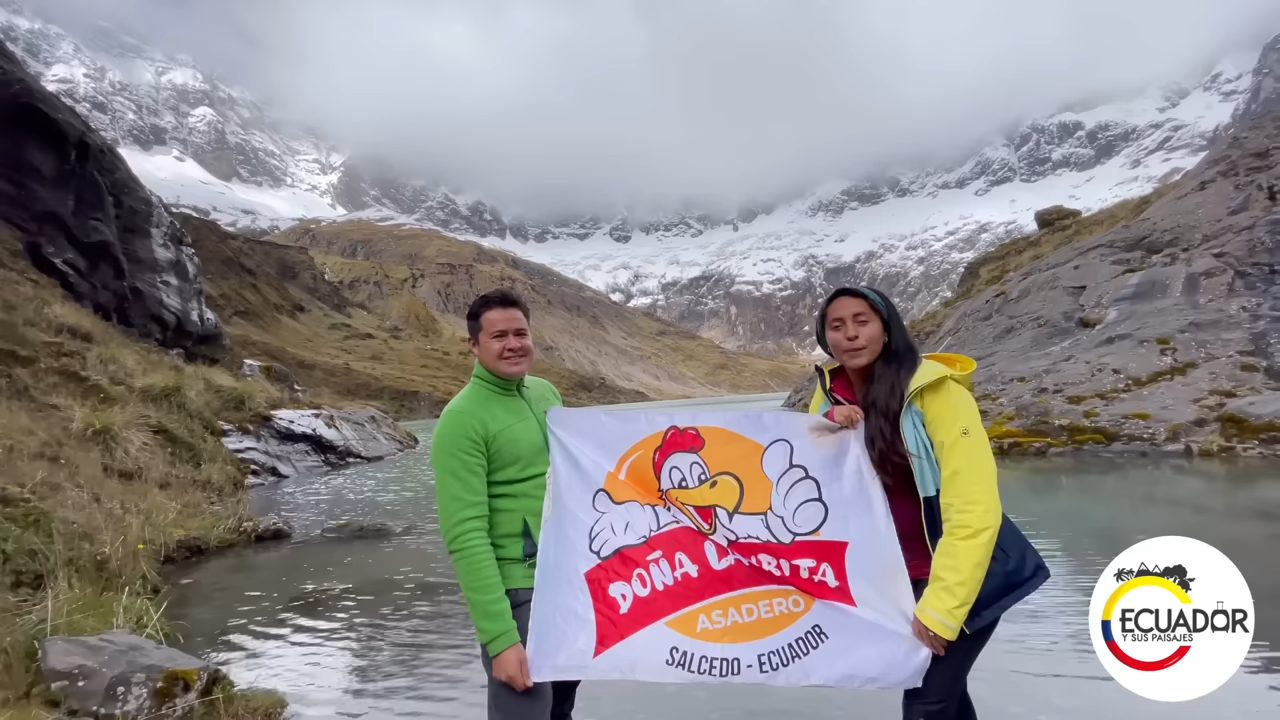 DOÑA
ASADERO
SALCEDO - ECUADOR
ECUADOR
Y SUS PAISAJES